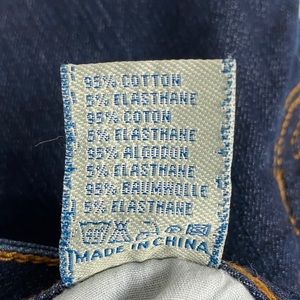 95% COTTON
5% ELASTHANE
95% COTON
5% ELASTHANE
95% ALGODON
5% ELASTHANE
95% BAUMWOLLE
5% ELASTHANE
MADE IN CHINA